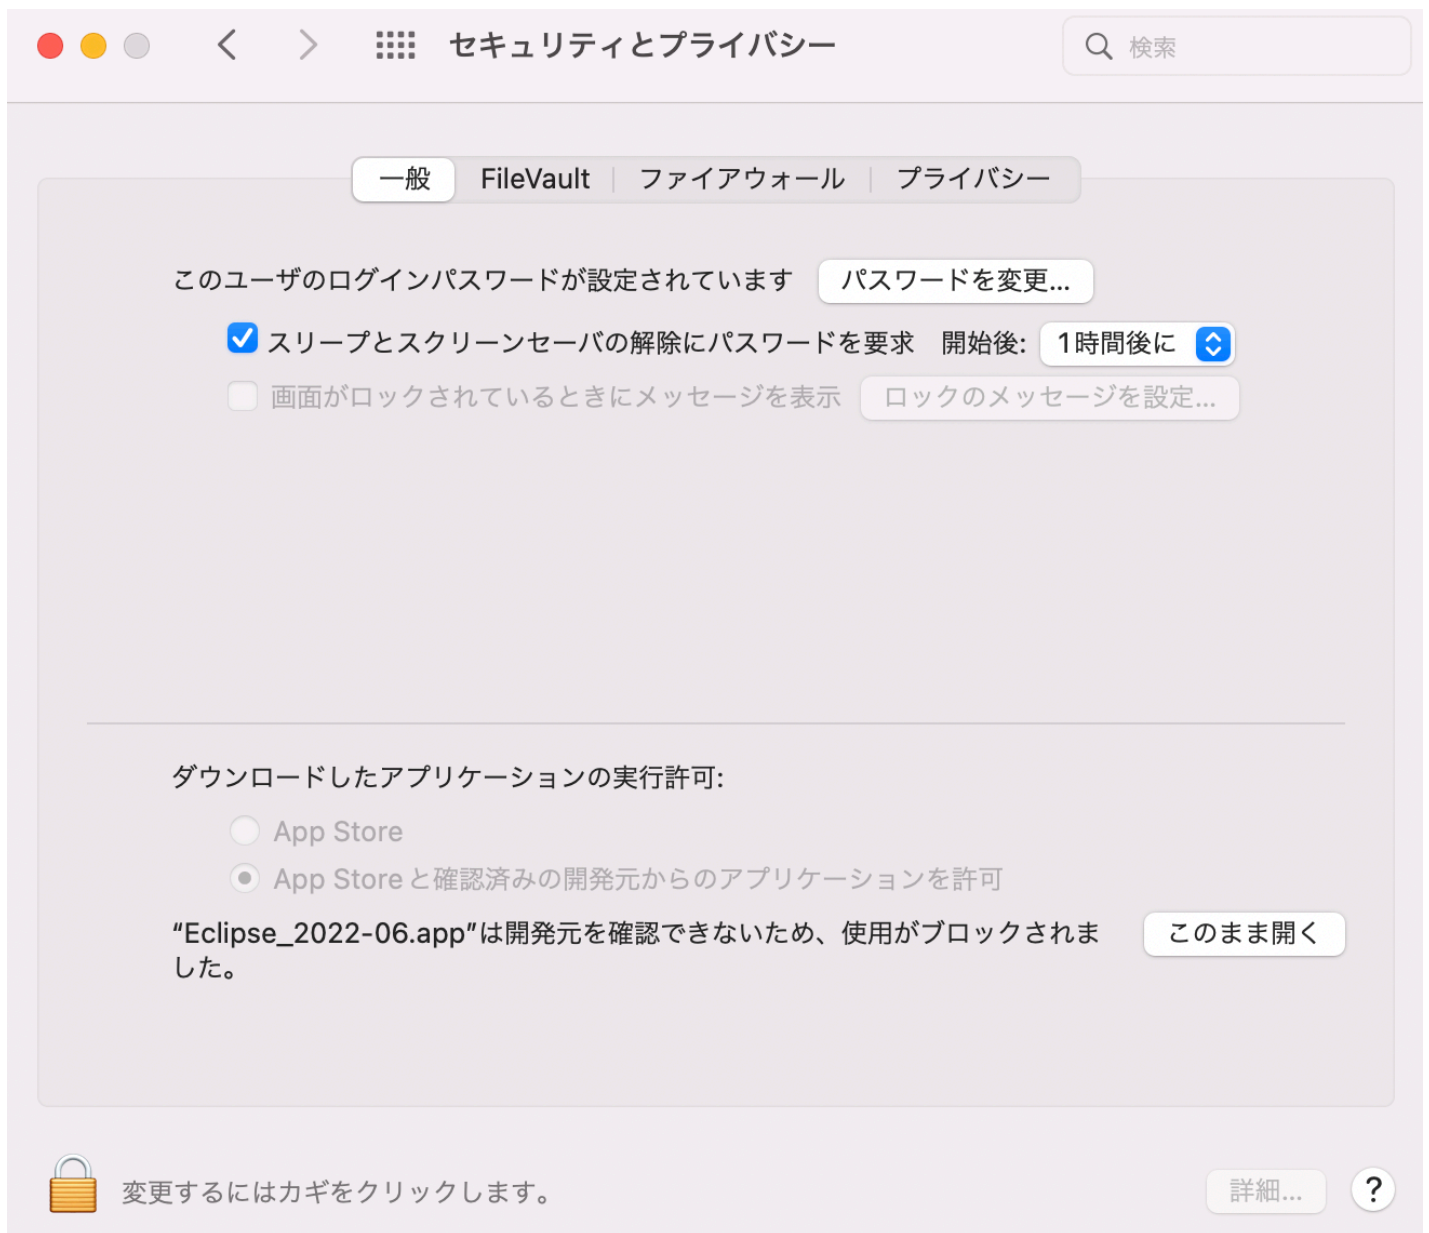 セキュリティとプライバシー
検索
一般 FileVault ファイアウォール プライバシー
このユーザのログインパスワードが設定されています パスワードを変更...
スリープとスクリーンセーバの解除にパスワードを要求 開始後: 1時間後に
画面がロックされているときにメッセージを表示 ロックのメッセージを設定...
ダウンロードしたアプリケーションの実行許可:
App Store
App Storeと確認済みの開発元からのアプリケーションを許可
“Eclipse_2022-06.app”は開発元を確認できないため、使用がブロックされま
した。
このまま開く
変更するにはカギをクリックします。
詳細... ?